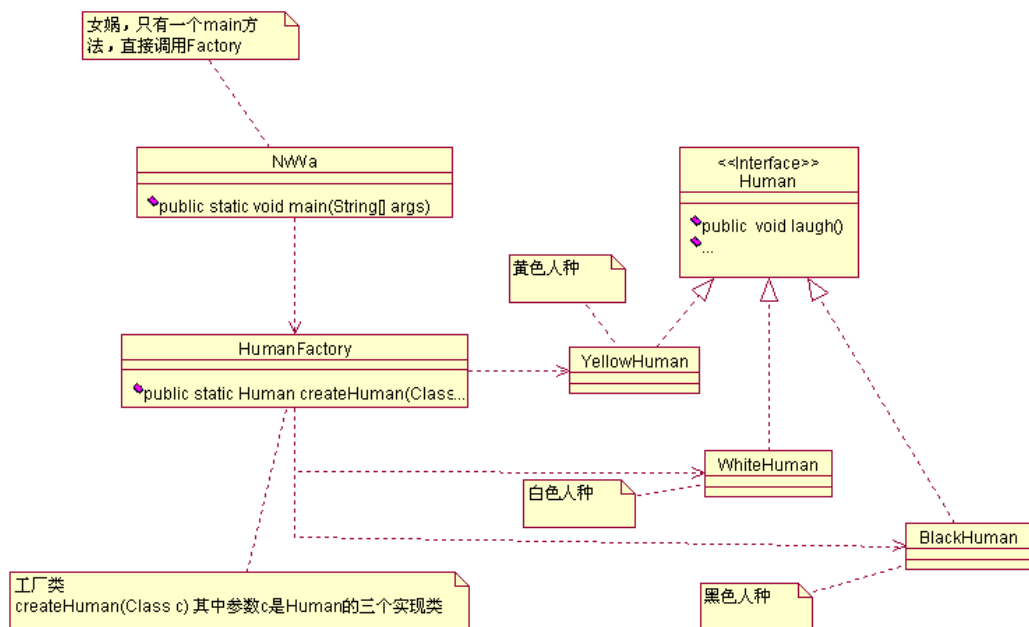 女娲，只有一个main方
法，直接调用Factory
NvWa
public static void main(String[] args)
<<Interface>>
Human
public void laugh()
...
黄色人种
HumanFactory
public static Human createHuman(Class...
YellowHuman
WhiteHuman
白色人种
BlackHuman
工厂类
createHuman(Class c) 其中参数c是Human的三个实现类
黑色人种